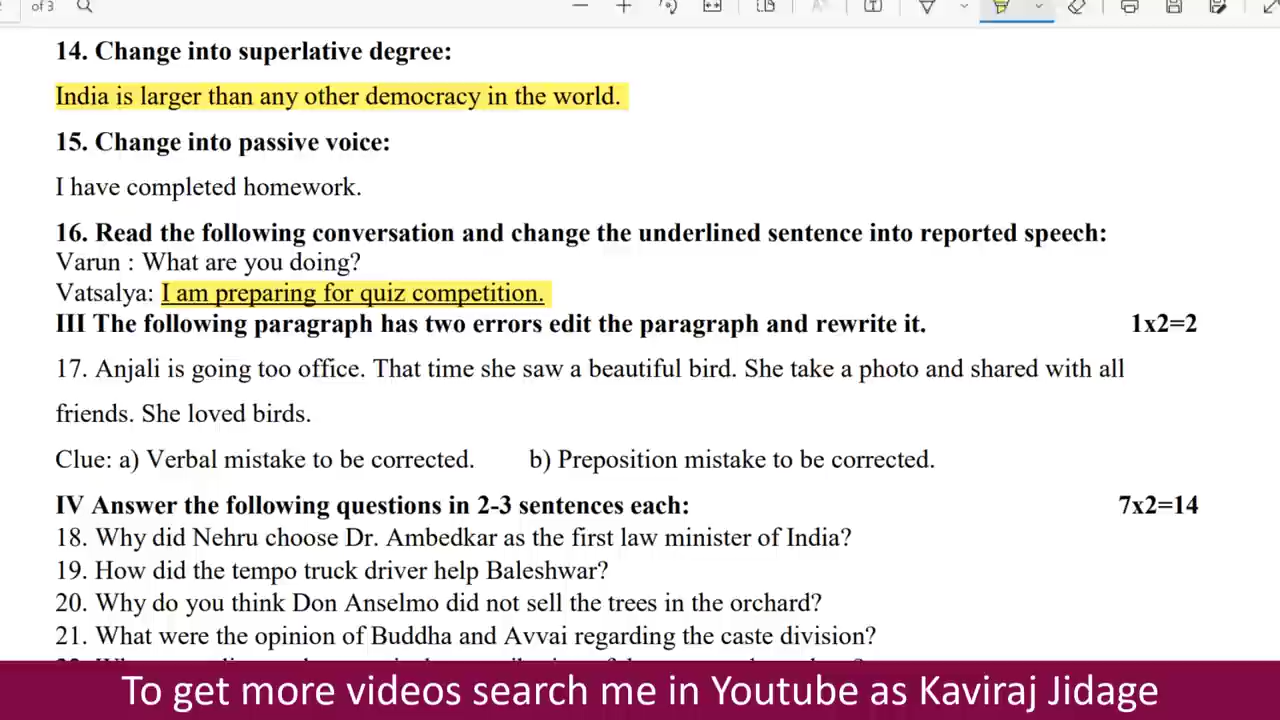 of 3
14. Change into superlative degree:
India is larger than any other democracy in the world.
15. Change into passive voice:
I have completed homework.
16. Read the following conversation and change the underlined sentence into reported speech:
Varun : What are you doing?
Vatsalya: I am preparing for quiz competition.
III The following paragraph has two errors edit the paragraph and rewrite it. 1x2=2
17. Anjali is going too office. That time she saw a beautiful bird. She take a photo and shared with all
friends. She loved birds.
Clue: a) Verbal mistake to be corrected. b) Preposition mistake to be corrected.
IV Answer the following questions in 2-3 sentences each: 7x2=14
18. Why did Nehru choose Dr. Ambedkar as the first law minister of India?
19. How did the tempo truck driver help Baleshwar?
20. Why do you think Don Anselmo did not sell the trees in the orchard?
21. What were the opinion of Buddha and Avvai regarding the caste division?
To get more videos search me in Youtube as Kaviraj Jidage